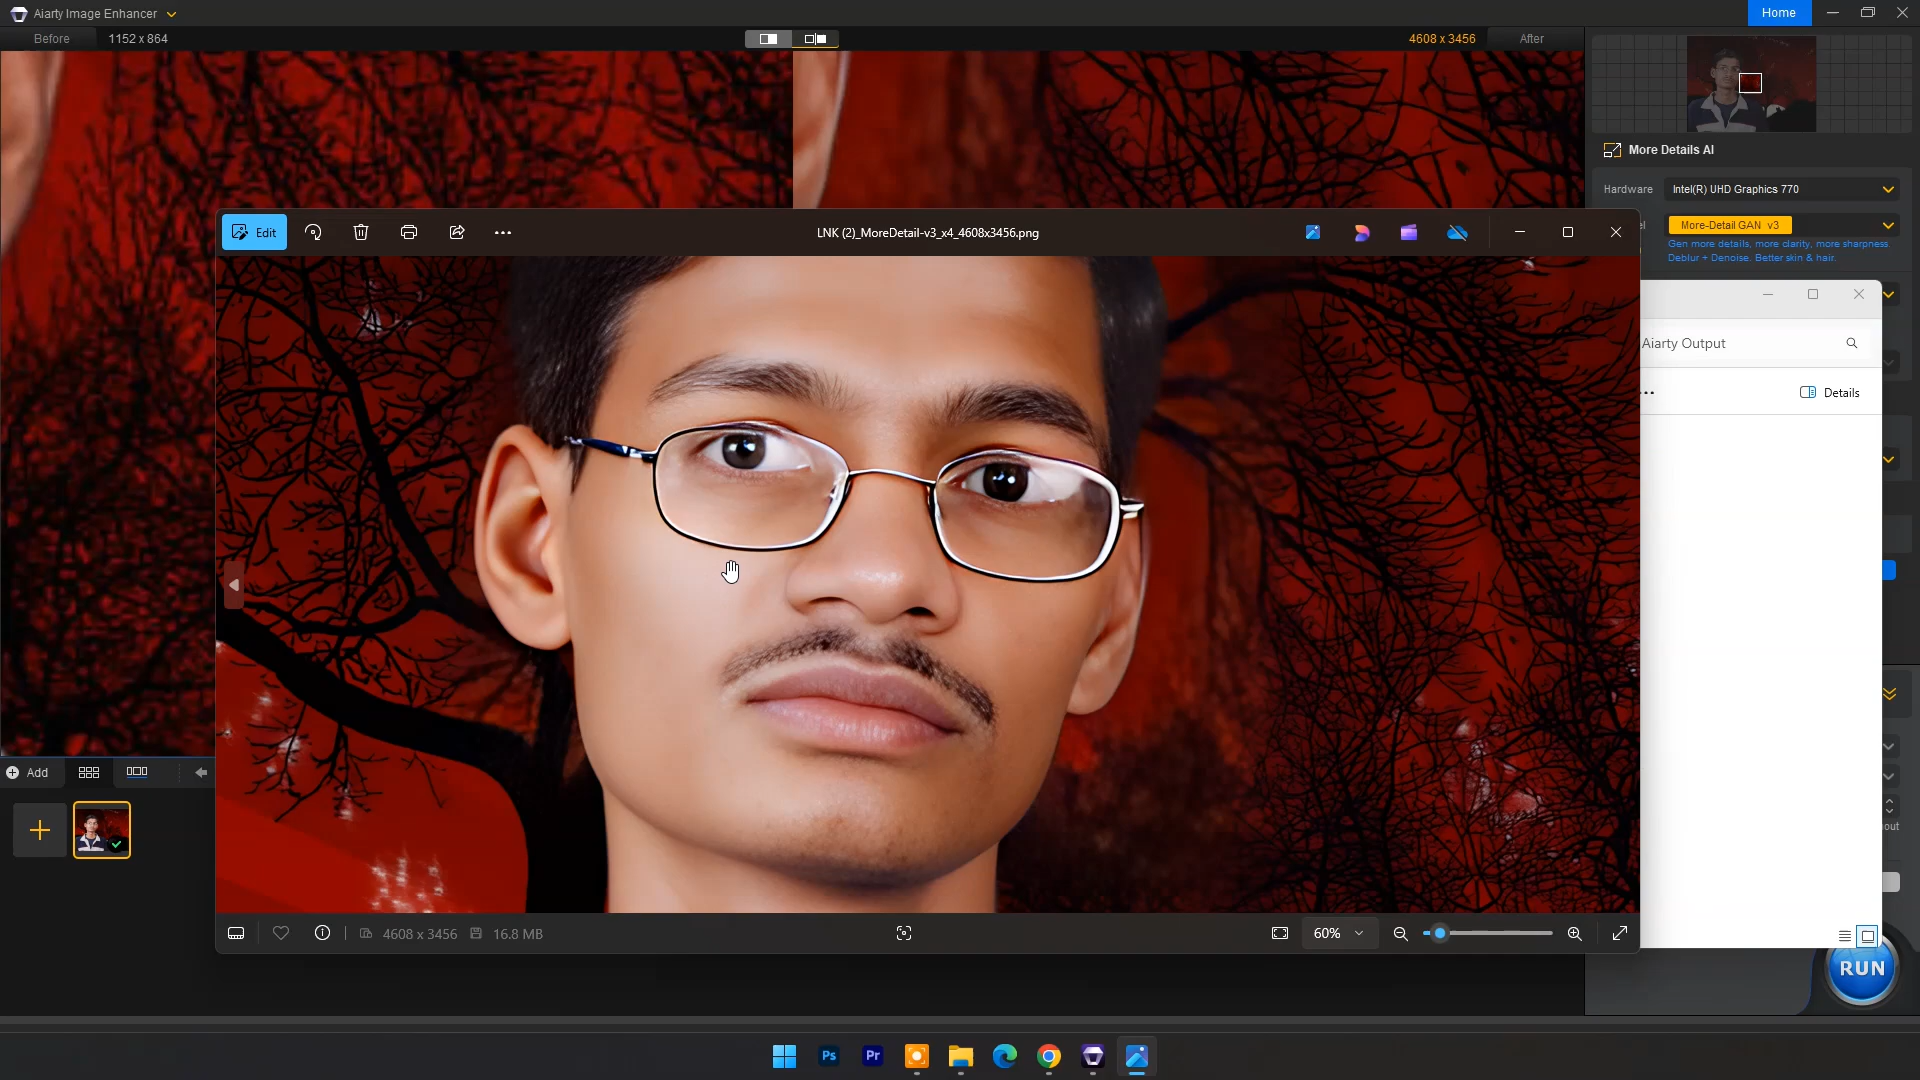 Aiarty Image Enhancer
Home
Before
1152 x 864
4608 x 3456
After
More Details AI
Hardware
Intel(R) UHD Graphics 770
More-Detail GAN v3
Gen more details, more clarity, more sharpness.
Deblur + Denoise. Better skin & hair.
Edit
LNK (2)_MoreDetail-v3_x4_4608x3456.png
Aiarty Output
Details
Add
4608 x 3456
16.8 MB
60%
RUN
Ps
Pr